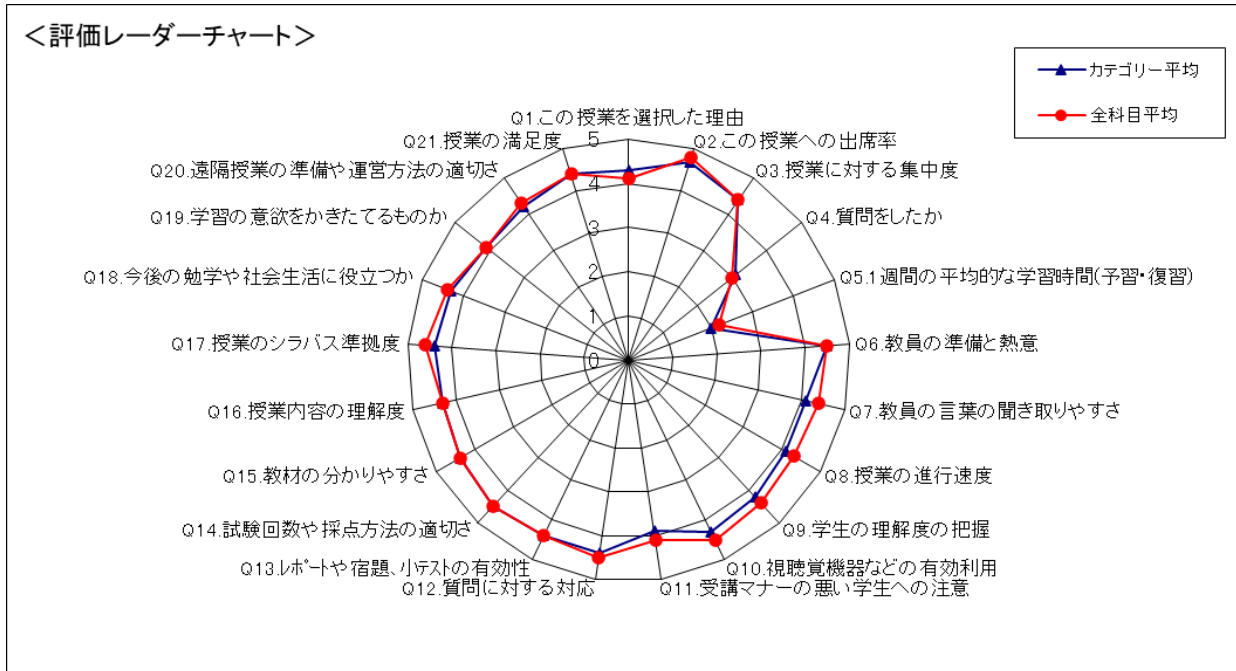 ＜評価レーダーチャート＞
カテゴリー平均
全科目平均
Q1.この授業を選択した理由
Q2.この授業への出席率
Q3.授業に対する集中度
Q4.質問をしたか
Q5.1週間の平均的な学習時間(予習・復習)
Q6.教員の準備と熱意
Q7.教員の言葉の聞き取りやすさ
Q8.授業の進行速度
Q9.学生の理解度の把握
Q10.視聴覚機器などの有効利用
Q11.受講マナーの悪い学生への注意
Q12.質問に対する対応
Q13.レポートや宿題、小テストの有効性
Q14.試験回数や採点方法の適切さ
Q15.教材の分かりやすさ
Q16.授業内容の理解度
Q17.授業のシラバス準拠度
Q18.今後の勉学や社会生活に役立つか
Q19.学習の意欲をかきたてるものか
Q20.遠隔授業の準備や運営方法の適切さ
Q21.授業の満足度
5
4
3
2
1
0